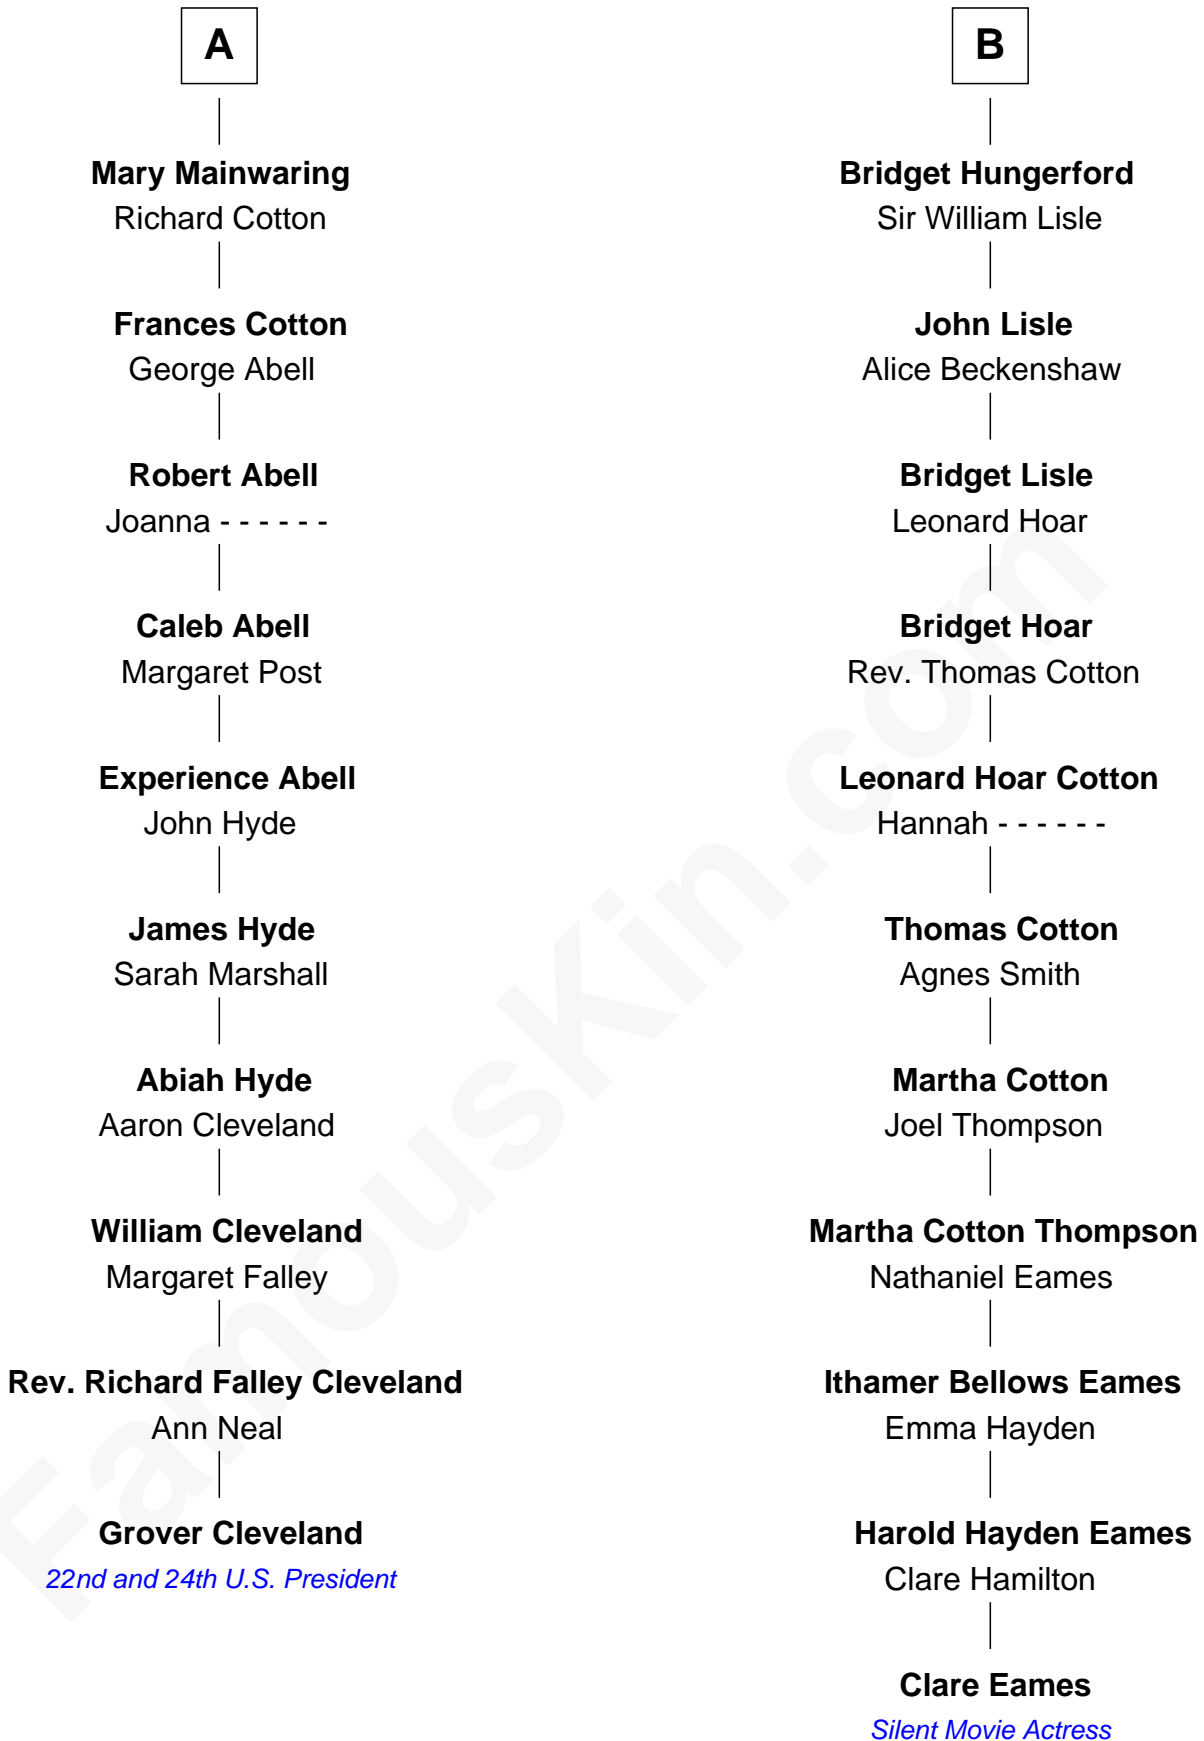 A
Mary Mainwaring
Richard Cotton
Frances Cotton
George Abell
Robert Abell
Joanna - - - - - -
Caleb Abell
Margaret Post
Experience Abell
John Hyde
James Hyde
Sarah Marshall
Abiah Hyde
Aaron Cleveland
William Cleveland
Margaret Falley
Rev. Richard Falley Cleveland
Ann Neal
Grover Cleveland
22nd and 24th U.S. President
B
Bridget Hungerford
Sir William Lisle
John Lisle
Alice Beckenshaw
Bridget Lisle
Leonard Hoar
Bridget Hoar
Rev. Thomas Cotton
Leonard Hoar Cotton
Hannah - - - - - -
Thomas Cotton
Agnes Smith
Martha Cotton
Joel Thompson
Martha Cotton Thompson
Nathaniel Eames
Ithamer Bellows Eames
Emma Hayden
Harold Hayden Eames
Clare Hamilton
Clare Eames
Silent Movie Actress
FamousKin.com